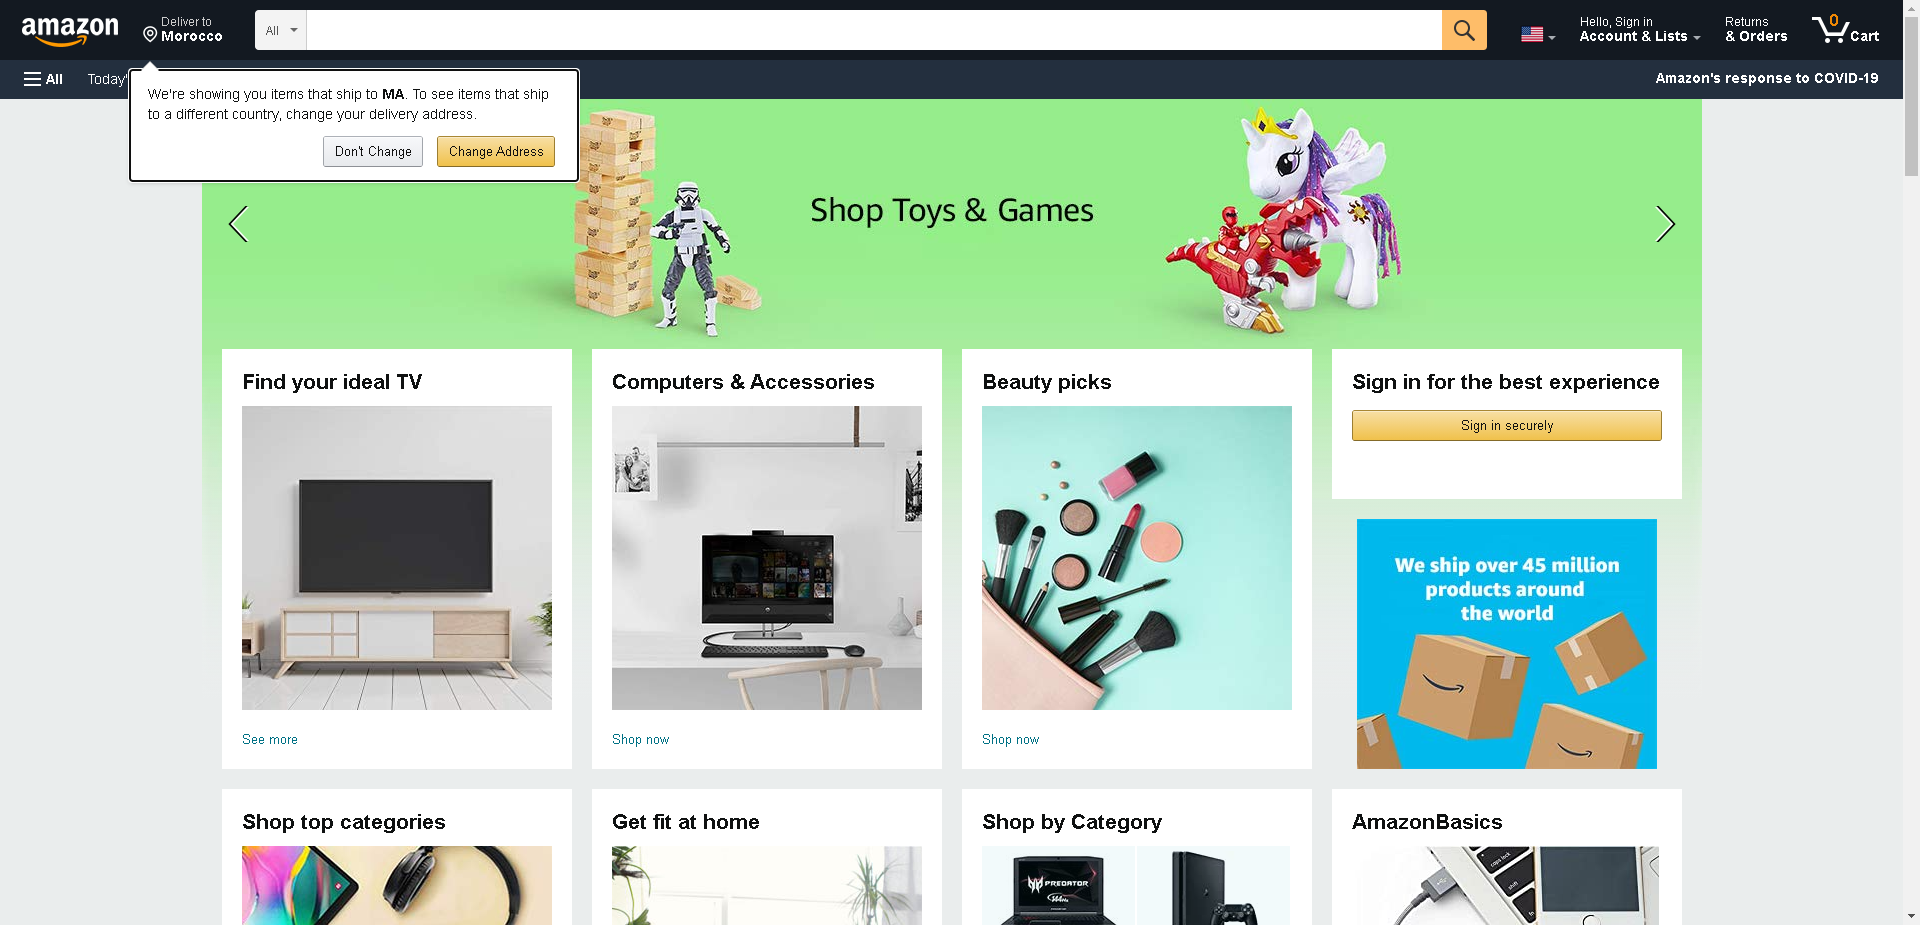 amazon
Deliver to
Morocco
All
Hello, Sign in
Account & Lists
Returns
& Orders
0
Cart
All
Today'
Amazon's response to COVID-19
We're showing you items that ship to MA. To see items that ship
to a different country, change your delivery address.
Don't Change
Change Address
Shop Toys & Games
Find your ideal TV
See more
Computers & Accessories
Shop now
Beauty picks
Shop now
Sign in for the best experience
Sign in securely
We ship over 45 million
products around
the world
Shop top categories
Get fit at home
Shop by Category
PREDATOR
AmazonBasics
caps lock
shift